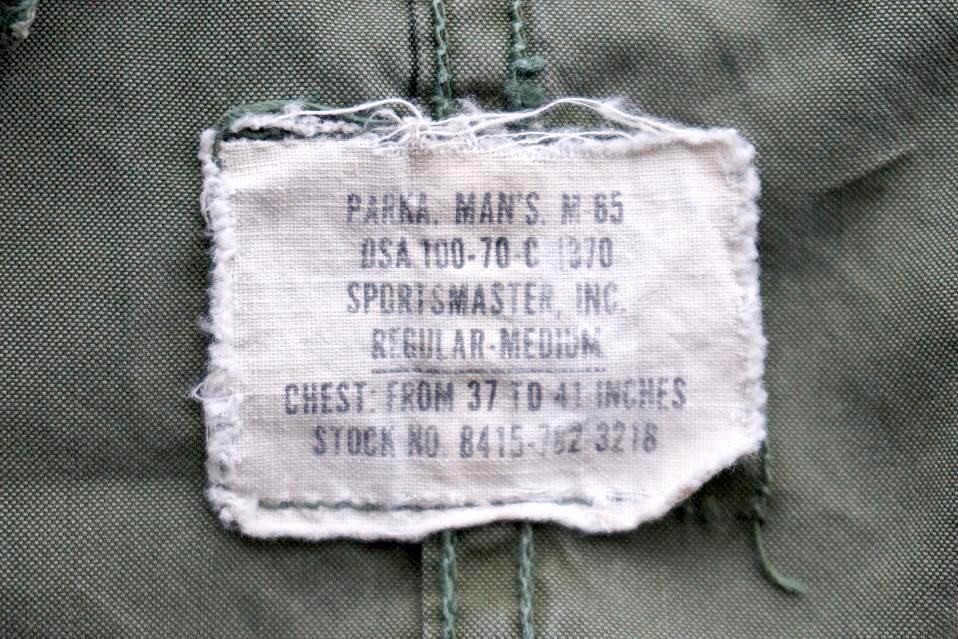 PARKA, MAN'S, M-65
DSA 100-70-C-1370
SPORTSMASTER, INC.
REGULAR-MEDIUM
CHEST: FROM 37 TO 41 INCHES
STOCK NO. 8415-782-3218